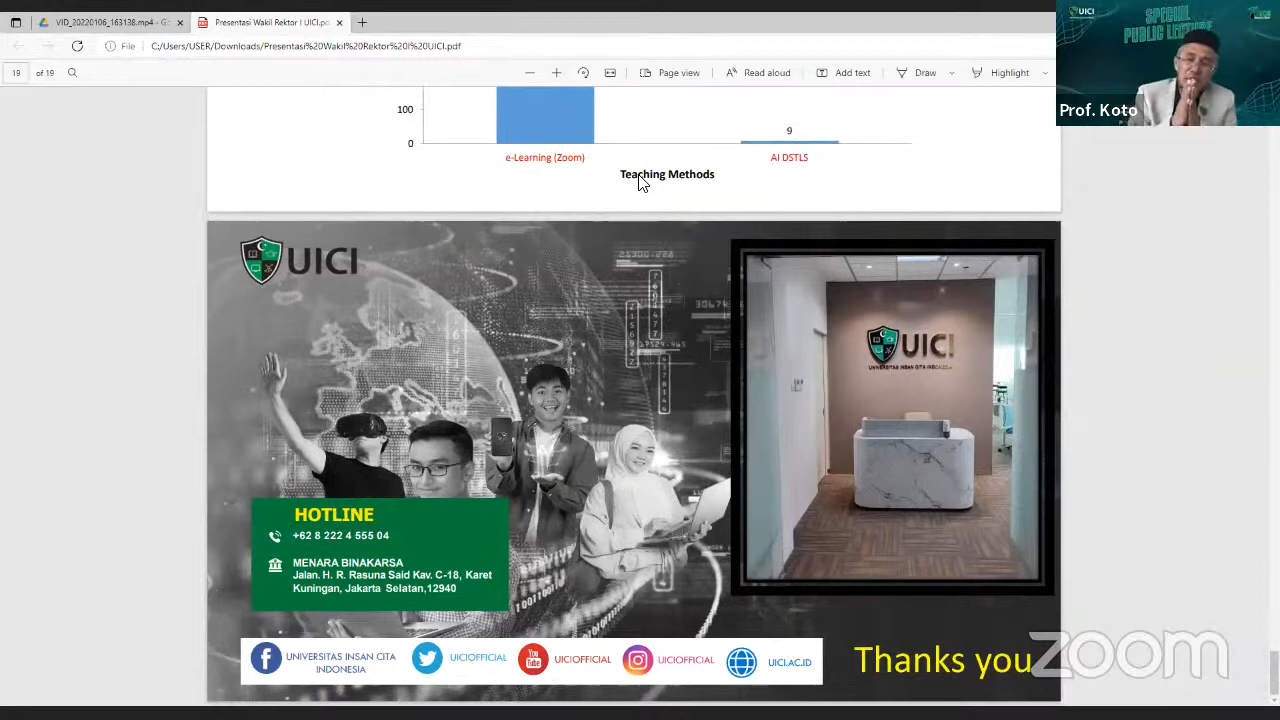 VID_20220106_163138.mp4 - G
Presentasi Wakil Rektor I UICI.pd
File
C:/Users/USER/Downloads/Presentasi%20Wakil%20Rektor%20I%20UICI.pdf
19 of 19
Page view
Read aloud
Add text
Draw
Highlight
UICI
SPECIAL
PUBLIC LECTURE
Prof. Koto
100
0
9
e-Learning (Zoom)
AI DSTLS
Teaching Methods
UICI
UICI
UNIVERSITAS INSAN CITA INDONESIA
HOTLINE
+62 8 222 4 555 04
MENARA BINAKARSA
Jalan. H. R. Rasuna Said Kav. C-18, Karet
Kuningan, Jakarta Selatan,12940
UNIVERSITAS INSAN CITA
INDONESIA
UICIOFFICIAL
You
Tube
UICIOFFICIAL
UICIOFFICIAL
UICI.AC.ID
Thanks you
zoom